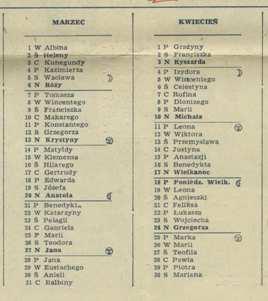 MARZEC
1 W Albina
2 S Heleny
3 C Kunegundy
4 P Kazimierza
5 S Wacława
6 N Róży
7 P Tomasza
8 W Wincentego
9 S Franciszka
10 C Makarego
11 P Konstantego
12 S Grzegorza
13 N Krystyny
14 P Matyldy
15 W Klemensa
16 S Hilarego
17 C Gertrudy
18 P Edwarda
19 S Józefa
20 N Anatola
21 P Benedykta
22 W Katarzyny
23 S Pelagii
24 C Gabriela
25 P Marii
26 S Teodora
27 N Jana
28 P Jana
29 W Eustachego
30 S Anieli
31 C Balbiny
KWIECIEŃ
1 P Grażyny
2 S Franciszka
3 N Ryszarda
4 P Izydora
5 W Wincentego
6 S Celestyna
7 C Rufina
8 P Dionizego
9 S Marii
10 N Michała
11 P Leona
12 W Wiktora
13 S Przemysława
14 C Justyna
15 P Anastazji
16 S Benedykta
17 N Wielkanoc
18 P Poniedz. Wielk.
19 W Leona
20 S Agnieszki
21 C Feliksa
22 P Łukasza
23 S Wojciecha
24 N Grzegorza
25 P Marka
26 W Marii
27 S Teofila
28 C Pawła
29 P Piotra
30 S Mariana